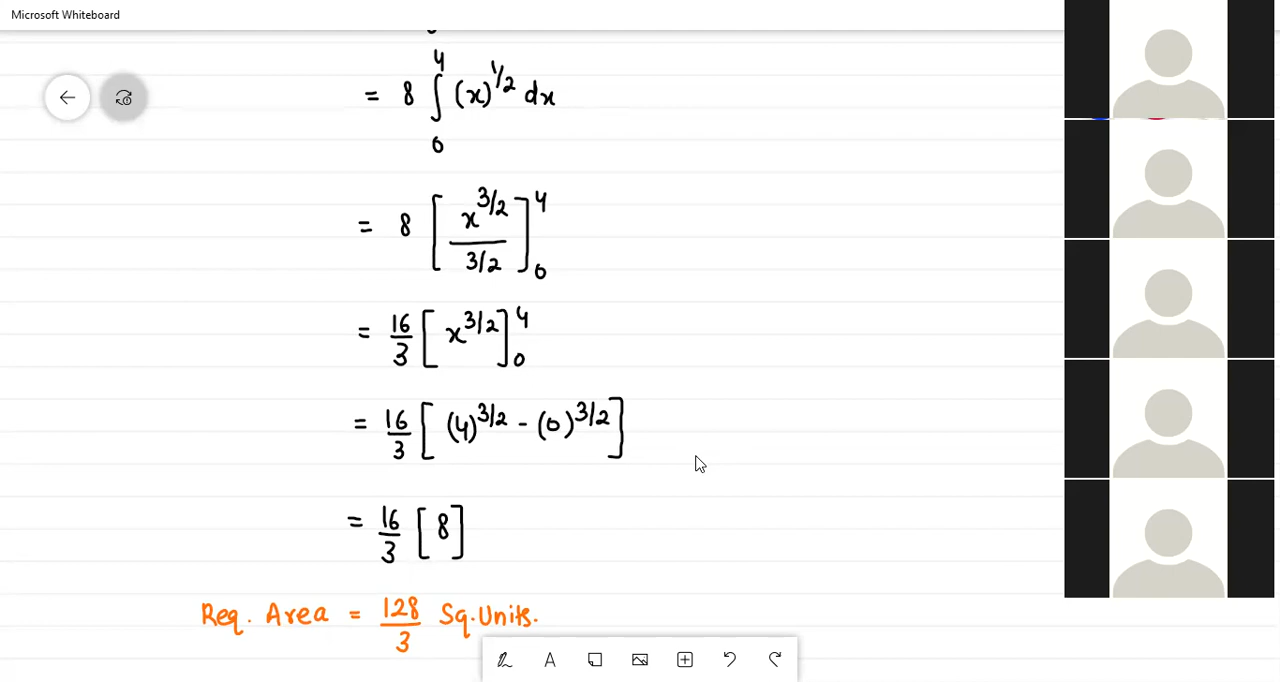 Microsoft Whiteboard
= 8 ∫₀⁴ (x)^1/2 dx
= 8 [ x^3/2 / 3/2 ]₀⁴
= 16/3 [ x^3/2 ]₀⁴
= 16/3 [ (4)^3/2 - (0)^3/2 ]
= 16/3 [ 8 ]
Req. Area = 128/3 Sq. Units.